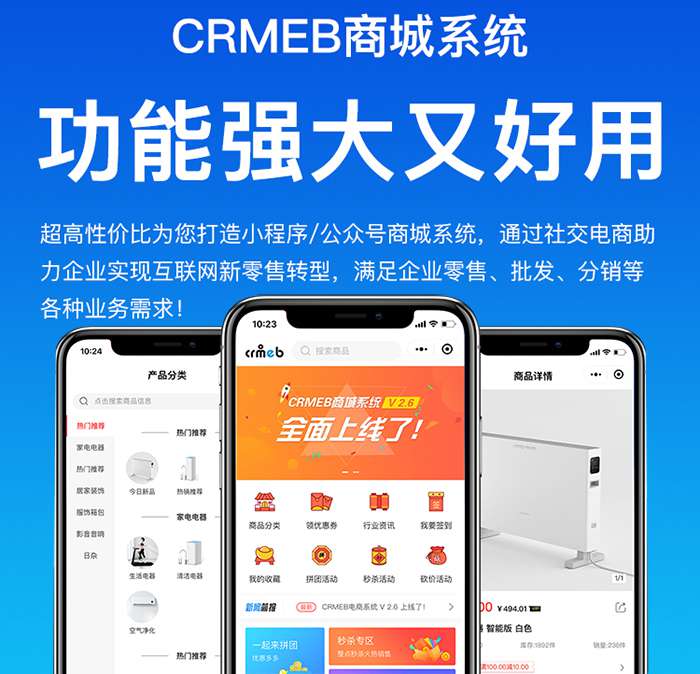 CRMEB商城系统
功能强大又好用
超高性价比为您打造小程序/公众号商城系统，通过社交电商助
力企业实现互联网新零售转型，满足企业零售、批发、分销等
各种业务需求！
10:24
产品分类
点击搜索商品信息
热门推荐
家电电器
热门推荐
居家装饰
服饰箱包
影音音响
日杂
热门推荐
今日新品
热销推荐
家电电器
生活电器
清洁电器
空气净化
热门推荐
10:23
crmeb
搜索商品
CRMEB商城系统 V 2.6
全面上线了！
商品分类
领优惠券
行业资讯
我要签到
我的收藏
拼团活动
秒杀活动
砍价活动
新闻简报
最新
CRMEB电商系统 V 2.6 上线了！
一起来拼团
优惠多多
秒杀专区
整点秒杀火热销售
商品详情
1/1
00 ¥494.01
智能版 白色
库存:1892件
销量:236件
满100.00减10.00